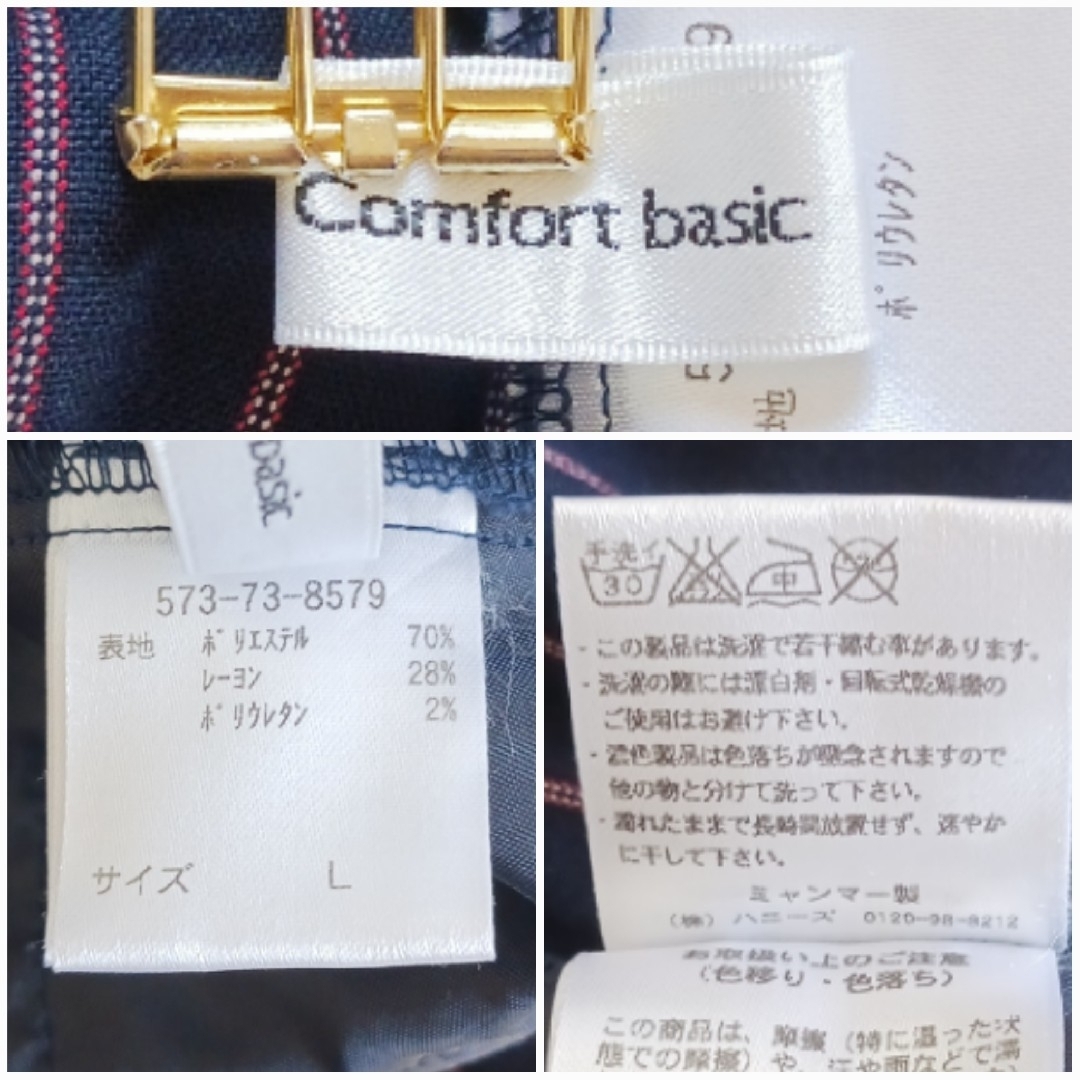 Comfort basic
ポリウレタン
地
basic
573-73-8579
表地 ポリエステル 70%
レーヨン 28%
ポリウレタン 2%
サイズ L
手洗イ
30
中
・この製品は洗濯で若干縮む事があります。
・洗濯の際には漂白剤・回転式乾燥機の
ご使用はお避け下さい。
・濃色製品は色落ちが懸念されますので
他の物と分けて洗って下さい。
・濡れたままで長時間放置せず、速やか
に干して下さい。
ミャンマー製
(株) ハニーズ 0120-98-8212
お取扱い上のご注意
(色移り・色落ち)
この商品は、摩擦 (特に湿った状
態での摩擦) や、汗や雨などで濡